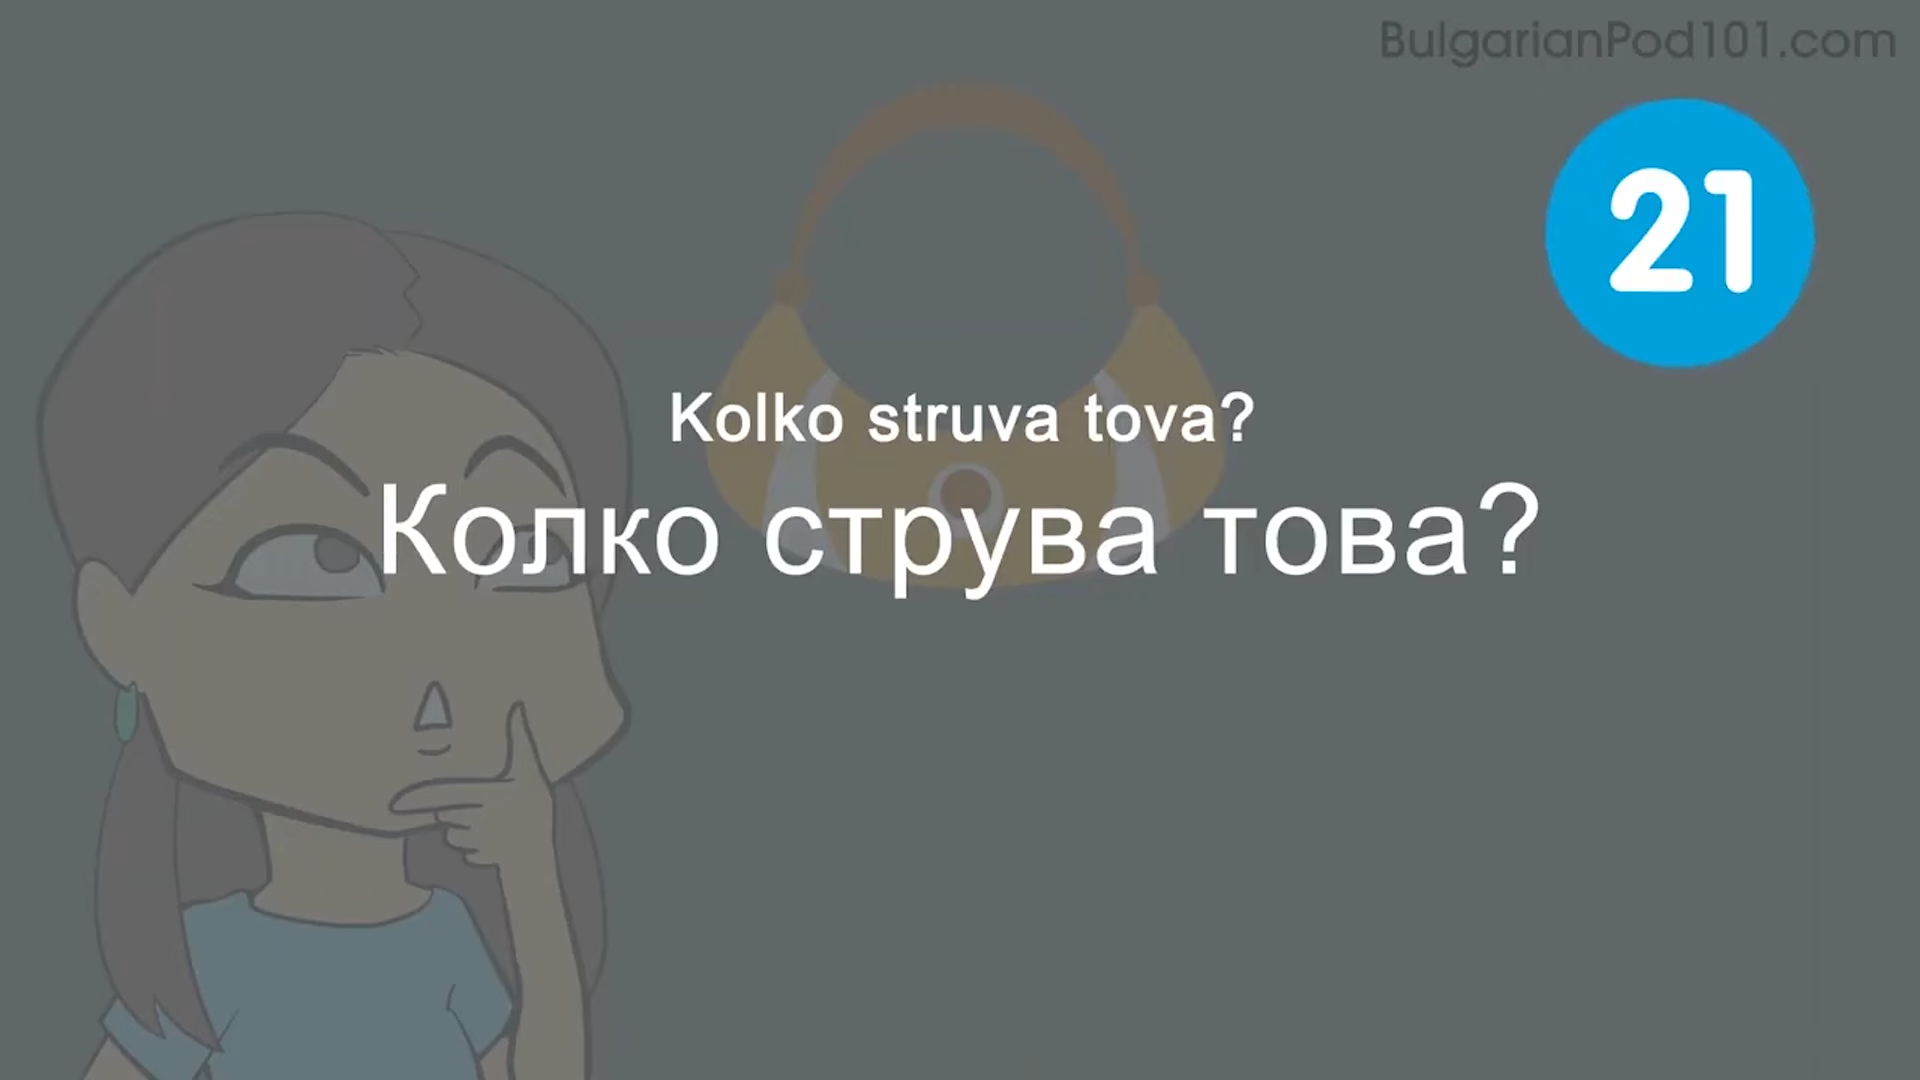 BulgarianPod101.com
21
Kolko struva tova?
Колко струва това?